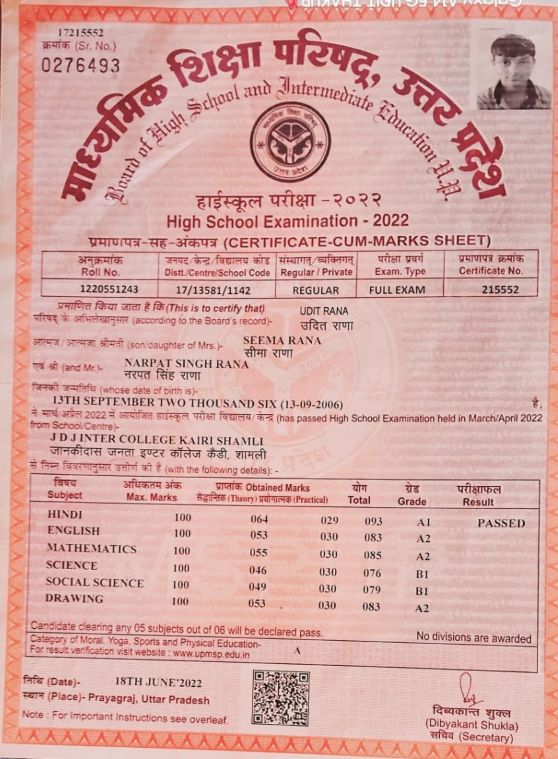 17215552
क्रमांक (Sr. No.)
0276493
माध्यमिक शिक्षा परिषद्, उत्तर प्रदेश
Board of High School and Intermediate Education U.P.
हाईस्कूल परीक्षा -२०२२
High School Examination - 2022
प्रमाणपत्र-सह-अंकपत्र (CERTIFICATE-CUM-MARKS SHEET)
अनुक्रमांक जनपद/केन्द्र/विद्यालय कोड संस्थागत/व्यक्तिगत परीक्षा प्रवर्ग प्रमाणपत्र क्रमांक
Roll No. Distt./Centre/School Code Regular / Private Exam. Type Certificate No.
1220551243 17/13581/1142 REGULAR FULL EXAM 215552
प्रमाणित किया जाता है कि (This is to certify that) UDIT RANA
परिषद् के अभिलेखानुसार (according to the Board's record)- उदित राणा
आत्मज/आत्मजा श्रीमती (son/daughter of Mrs.)- SEEMA RANA
सीमा राणा
एवं श्री (and Mr.)- NARPAT SINGH RANA
नरपत सिंह राणा
जिनकी जन्मतिथि (whose date of birth is)-
13TH SEPTEMBER TWO THOUSAND SIX (13-09-2006) है,
ने मार्च/अप्रैल 2022 में आयोजित हाईस्कूल परीक्षा विद्यालय/केन्द्र (has passed High School Examination held in March/April 2022
from School/Centre)-
J D J INTER COLLEGE KAIRI SHAMLI
जानकीदास जनता इण्टर कॉलेज कैडी, शामली
से निम्न विवरणानुसार उत्तीर्ण की है (with the following details): -
विषय अधिकतम अंक प्राप्तांक Obtained Marks योग ग्रेड परीक्षाफल
Subject Max. Marks सैद्धान्तिक (Theory) प्रयोगात्मक (Practical) Total Grade Result
HINDI 100 064 029 093 A1 PASSED
ENGLISH 100 053 030 083 A2
MATHEMATICS 100 055 030 085 A2
SCIENCE 100 046 030 076 B1
SOCIAL SCIENCE 100 049 030 079 B1
DRAWING 100 053 030 083 A2
Candidate clearing any 05 subjects out of 06 will be declared pass. No divisions are awarded
Category of Moral, Yoga, Sports and Physical Education- A
For result verification visit website : www.upmsp.edu.in
तिथि (Date)- 18TH JUNE'2022
स्थान (Place)- Prayagraj, Uttar Pradesh
Note : For Important Instructions see overleaf.
दिब्यकान्त शुक्ल
(Dibyakant Shukla)
सचिव (Secretary)